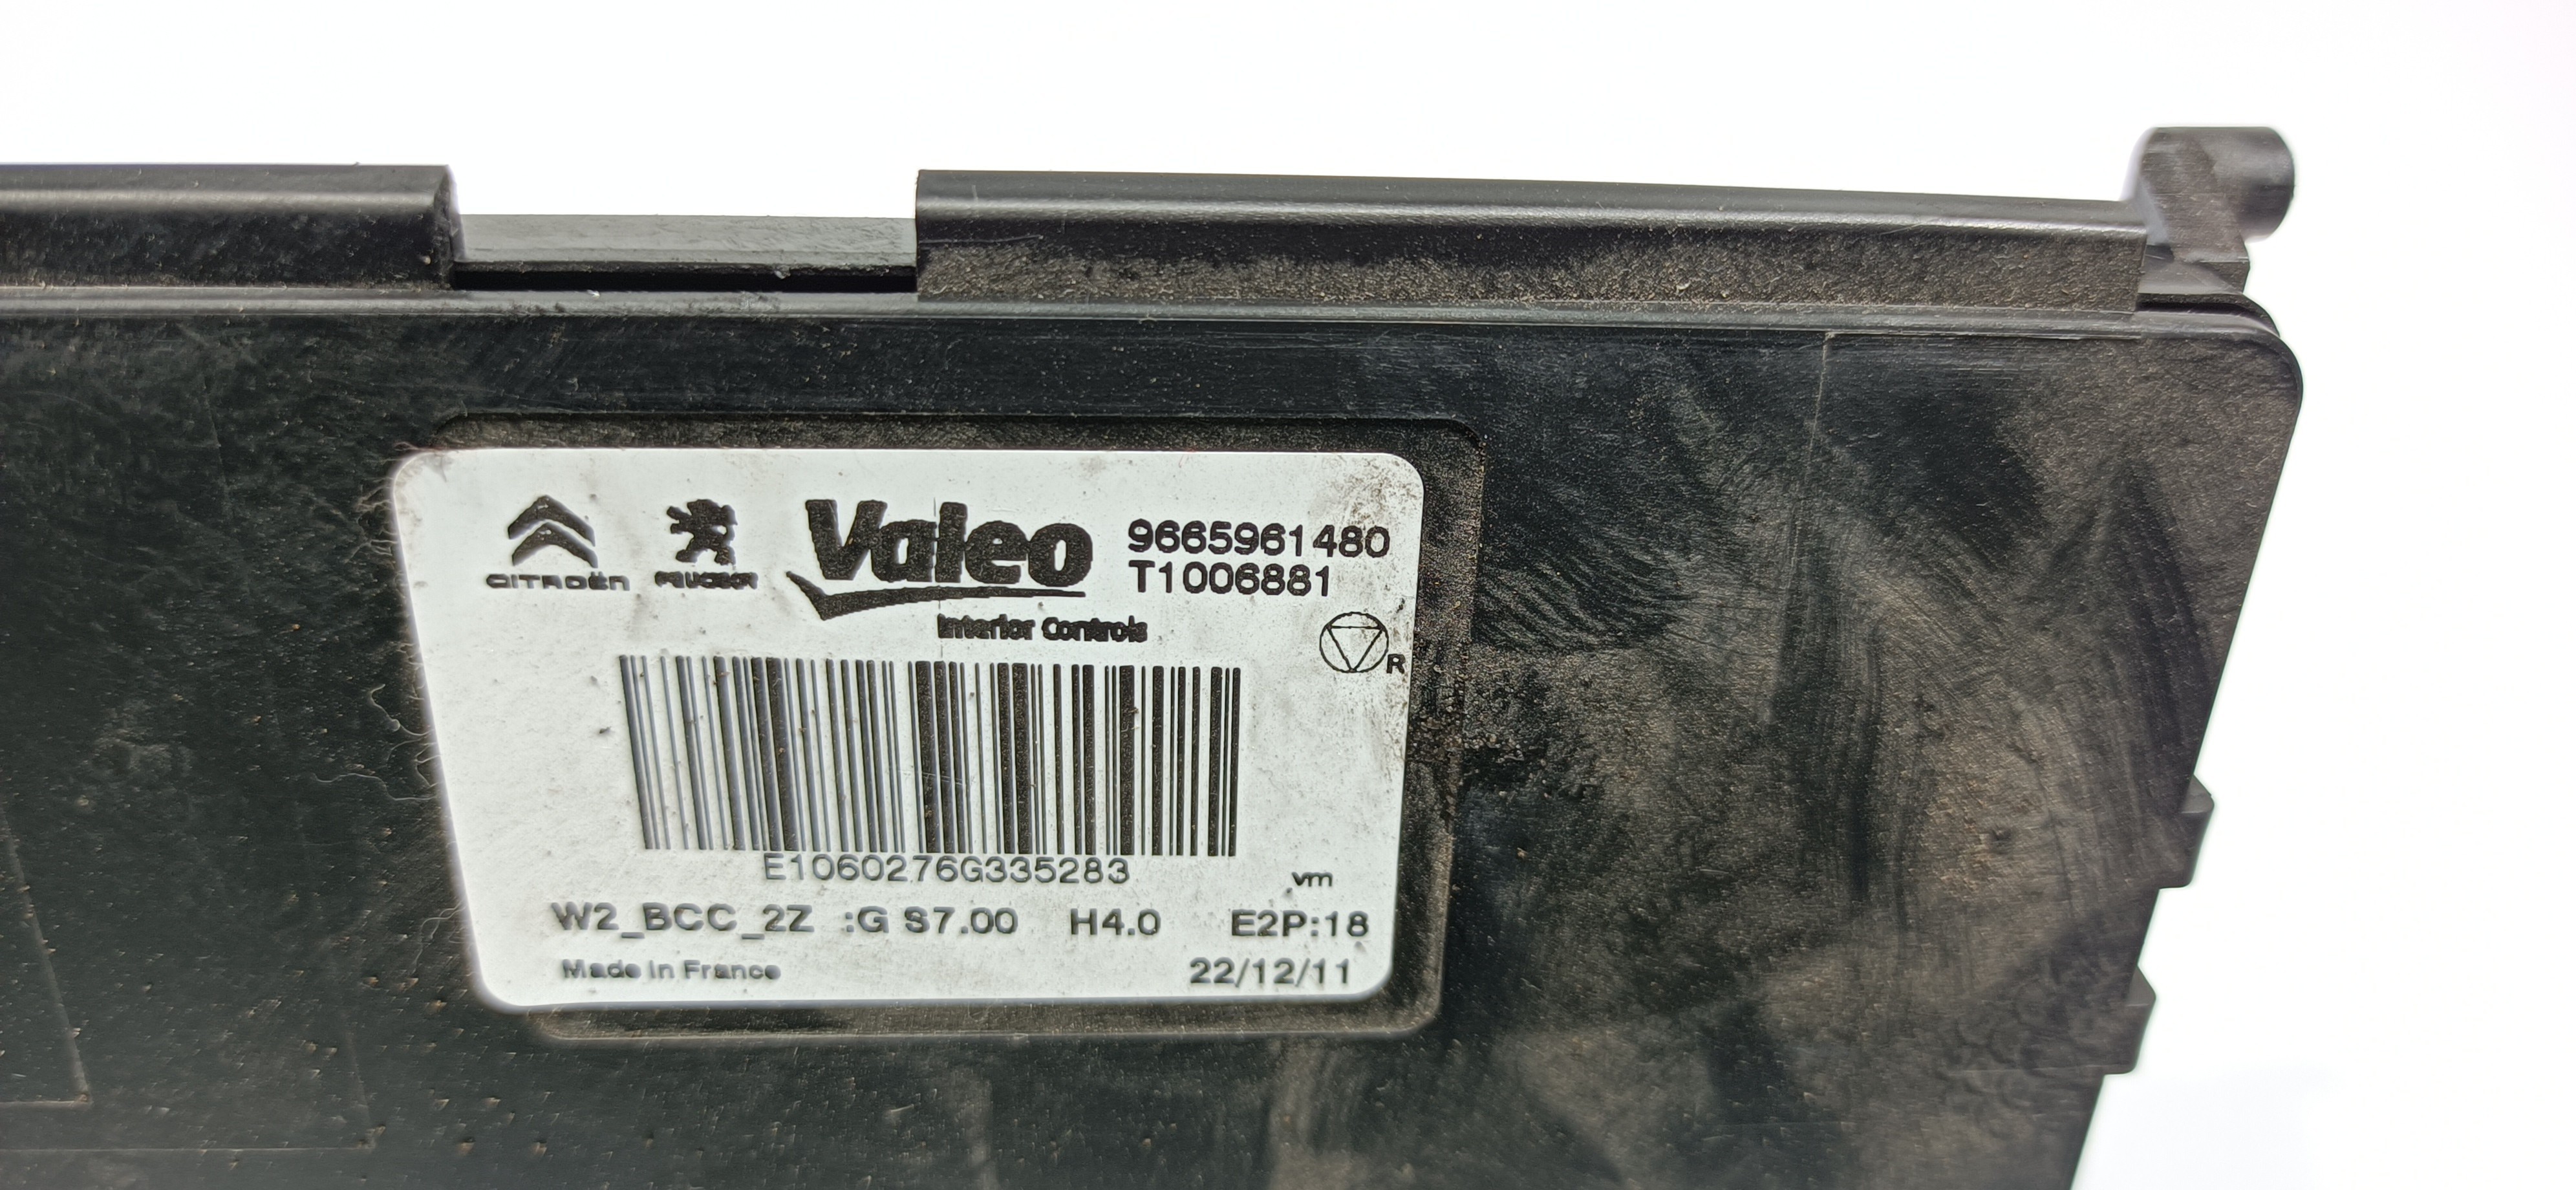 CITROËN PEUGEOT Valeo 9665961480
T1006881
Interior Controls
R
E1060276G335283
vm
W2_BCC_2Z :G S7.00 H4.0 E2P:18
Made in France 22/12/11